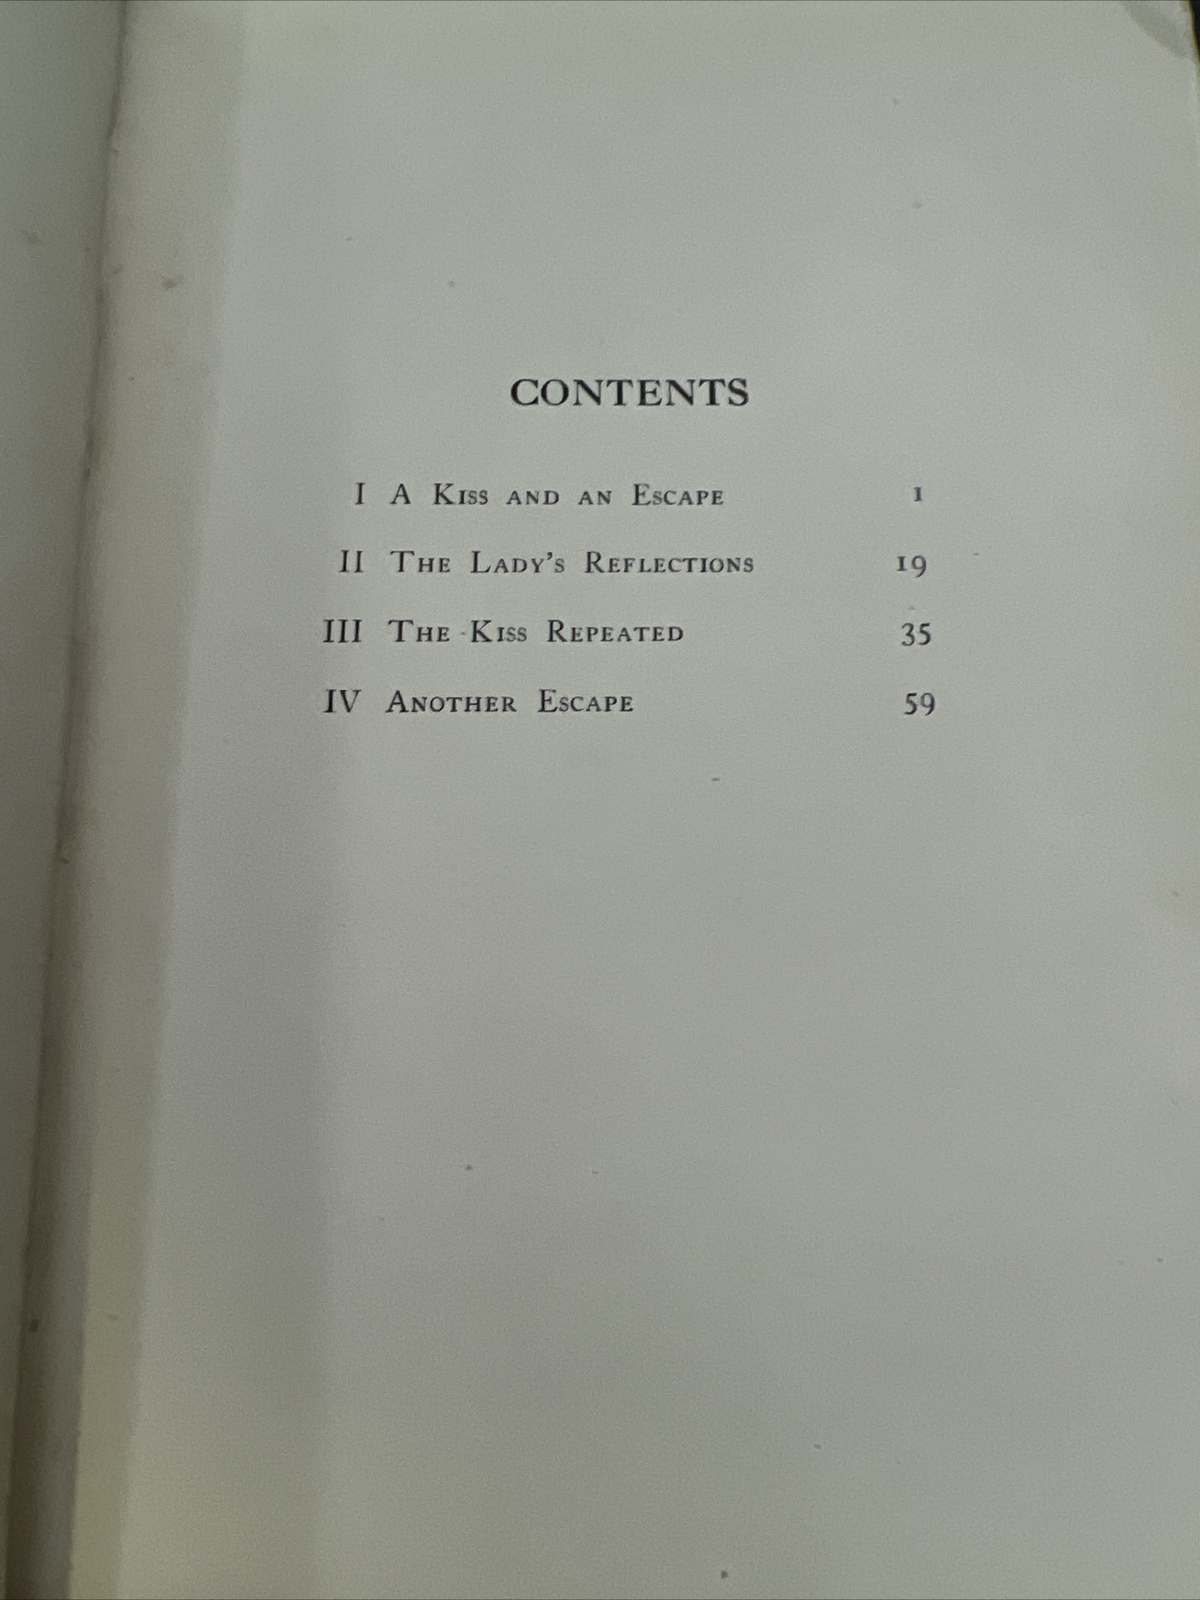 CONTENTS
I A Kiss and an Escape 1
II The Lady's Reflections 19
III The Kiss Repeated 35
IV Another Escape 59